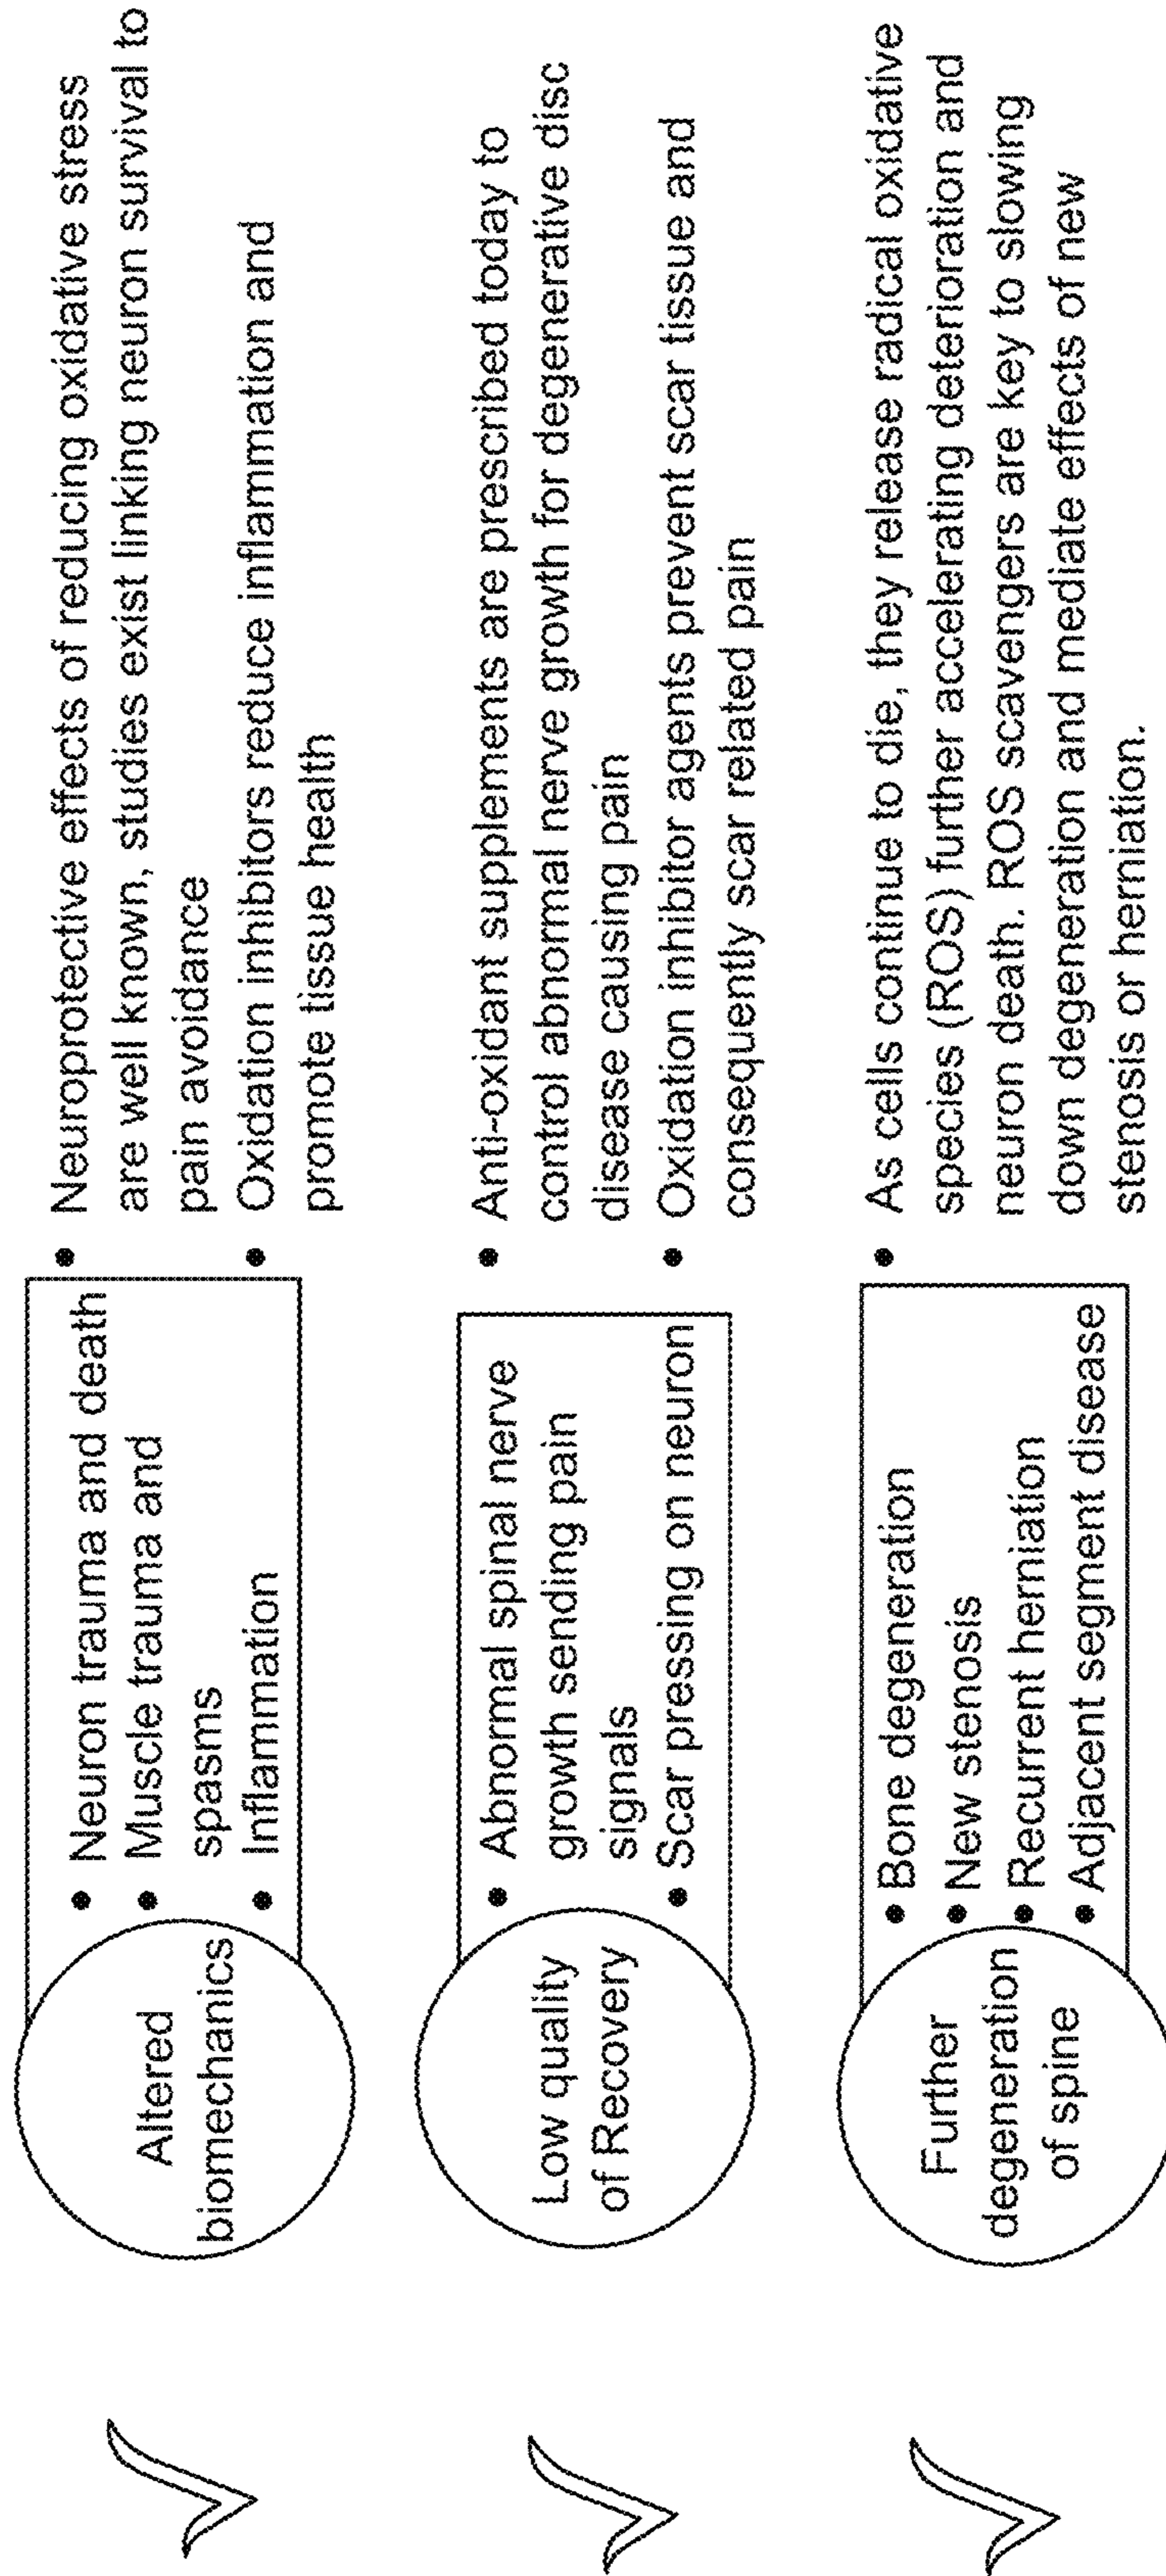 Altered
biomechanics
• Neuron trauma and death
• Muscle trauma and
spasms
• Inflammation
• Neuroprotective effects of reducing oxidative stress
are well known, studies exist linking neuron survival to
pain avoidance
• Oxidation inhibitors reduce inflammation and
promote tissue health
Low quality
of Recovery
• Abnormal spinal nerve
growth sending pain
signals
• Scar pressing on neuron
• Anti-oxidant supplements are prescribed today to
control abnormal nerve growth for degenerative disc
disease causing pain
• Oxidation inhibitor agents prevent scar tissue and
consequently scar related pain
Further
degeneration
of spine
• Bone degeneration
• New stenosis
• Recurrent herniation
• Adjacent segment disease
• As cells continue to die, they release radical oxidative
species (ROS) further accelerating deterioration and
neuron death. ROS scavengers are key to slowing
down degeneration and mediate effects of new
stenosis or herniation.